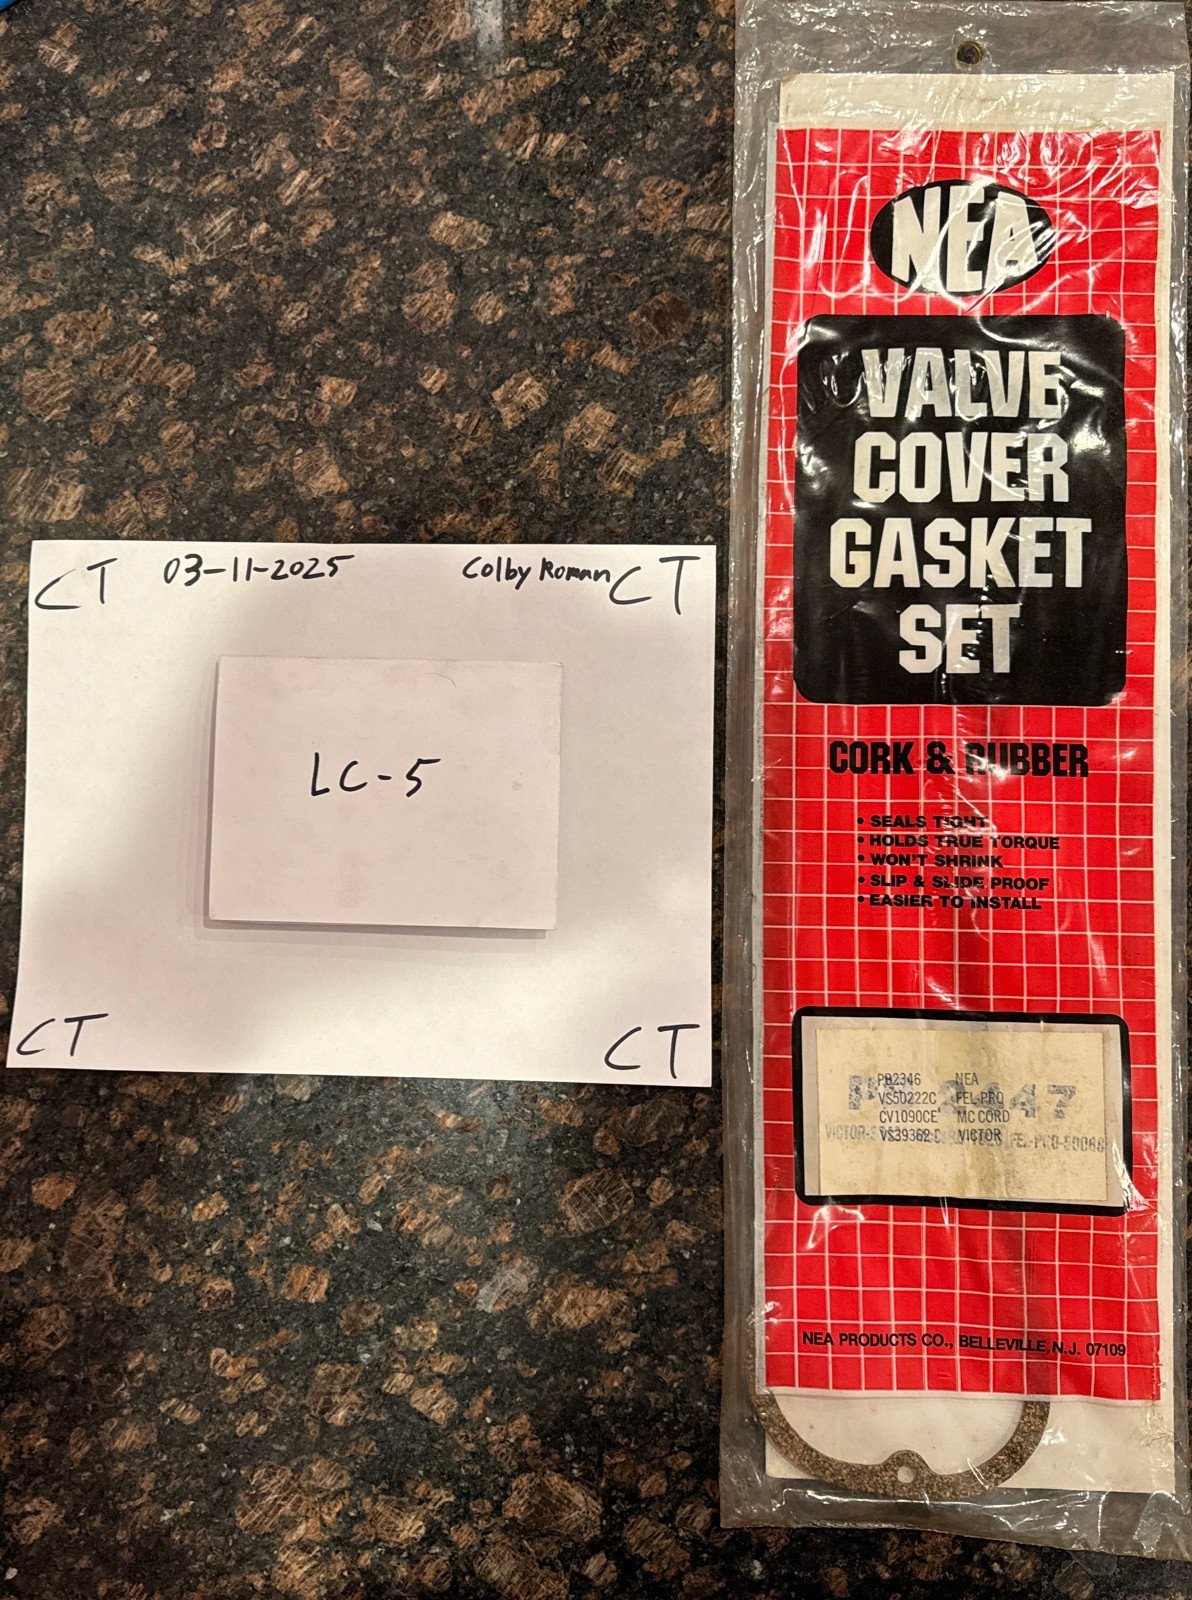 CT 03-11-2025 Colby Roman CT
LC-5
CT CT
NEA
VALVE
COVER
GASKET
SET
CORK & RUBBER
• SEALS TIGHT
• HOLDS TRUE TORQUE
• WON'T SHRINK
• SLIP & SLIDE PROOF
• EASIER TO INSTALL
PB2346 NEA
VS50222C FEL-PRO
CV1090CE MC CORD
VS39362 VICTOR
NEA PRODUCTS CO., BELLEVILLE, N.J. 07109